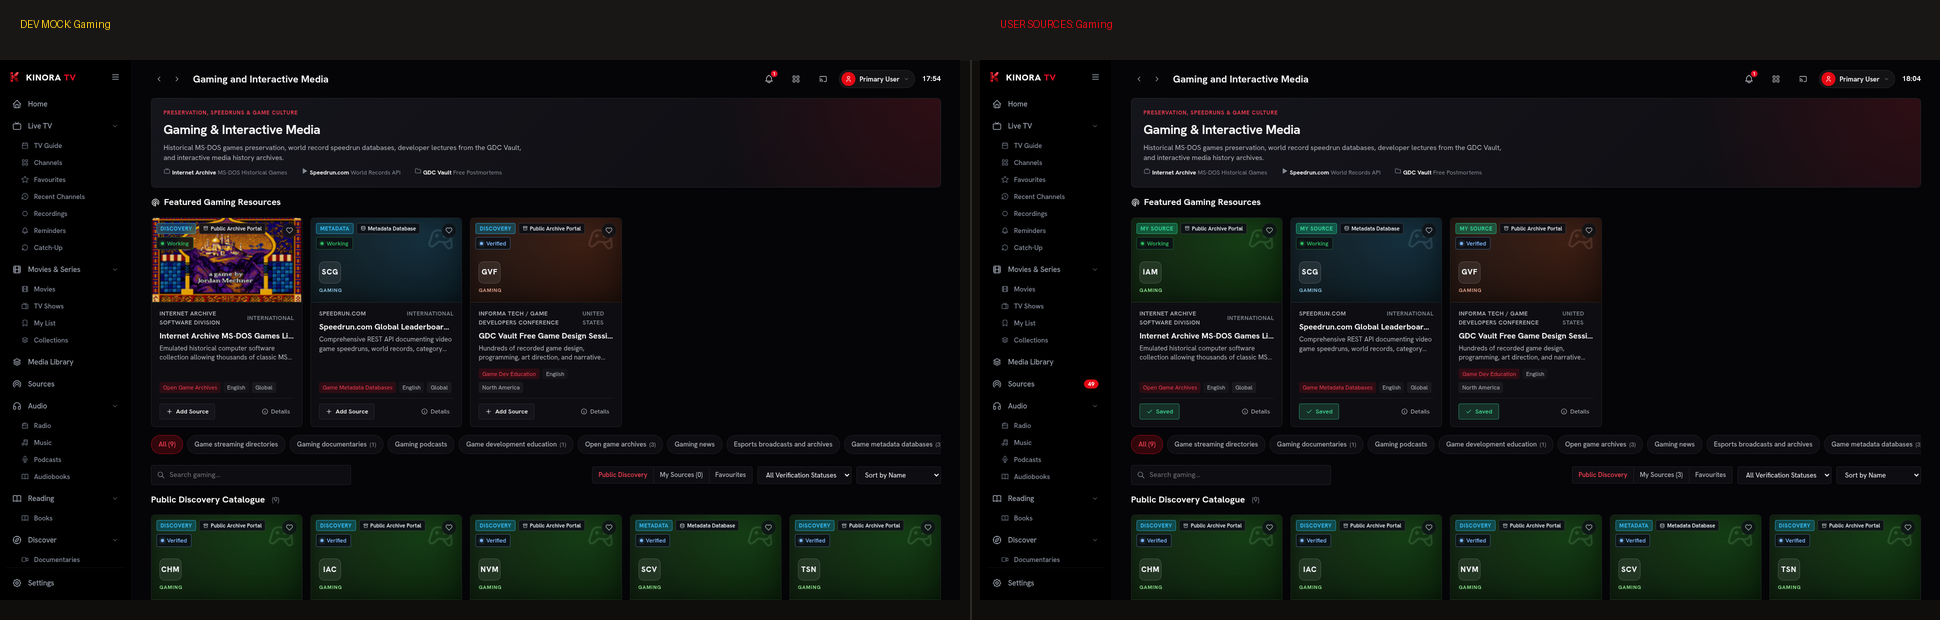 DEV MOCK: Gaming
KINORA TV
Home
Live TV
TV Guide
Channels
Favourites
Recent Channels
Recordings
Reminders
Catch-Up
Movies & Series
Movies
TV Shows
My List
Collections
Media Library
Sources
Audio
Radio
Music
Podcasts
Audiobooks
Reading
Books
Discover
Documentaries
Settings
Gaming and Interactive Media
1
Primary User
17:54
PRESERVATION, SPEEDRUNS & GAME CULTURE
Gaming & Interactive Media
Historical MS-DOS games preservation, world record speedrun databases, developer lectures from the GDC Vault,
and interactive media history archives.
Internet Archive MS-DOS Historical Games
Speedrun.com World Records API
GDC Vault Free Postmortems
Featured Gaming Resources
DISCOVERY
Public Archive Portal
Working
a game by
Jordan Mechner
INTERNET ARCHIVE
SOFTWARE DIVISION
INTERNATIONAL
Internet Archive MS-DOS Games Li...
Emulated historical computer software
collection allowing thousands of classic MS...
Open Game Archives
English
Global
Add Source
Details
METADATA
Metadata Database
Working
SCG
GAMING
SPEEDRUN.COM
INTERNATIONAL
Speedrun.com Global Leaderboar...
Comprehensive REST API documenting video
game speedruns, world records, category...
Game Metadata Databases
English
Global
Add Source
Details
DISCOVERY
Public Archive Portal
Verified
GVF
GAMING
INFORMA TECH / GAME
DEVELOPERS CONFERENCE
UNITED
STATES
GDC Vault Free Game Design Sessi...
Hundreds of recorded game design,
programming, art direction, and narrative...
Game Dev Education
English
North America
Add Source
Details
All (9)
Game streaming directories
Gaming documentaries (1)
Gaming podcasts
Game development education (1)
Open game archives (3)
Gaming news
Esports broadcasts and archives
Game metadata databases (3
Search gaming...
Public Discovery
My Sources (0)
Favourites
All Verification Statuses
Sort by Name
Public Discovery Catalogue (9)
DISCOVERY
Public Archive Portal
Verified
CHM
GAMING
DISCOVERY
Public Archive Portal
Verified
IAC
GAMING
DISCOVERY
Public Archive Portal
Verified
NVM
GAMING
METADATA
Metadata Database
Verified
SCV
GAMING
DISCOVERY
Public Archive Portal
Verified
TSN
GAMING
USER SOURCES: Gaming
KINORA TV
Home
Live TV
TV Guide
Channels
Favourites
Recent Channels
Recordings
Reminders
Catch-Up
Movies & Series
Movies
TV Shows
My List
Collections
Media Library
Sources
49
Audio
Radio
Music
Podcasts
Audiobooks
Reading
Books
Discover
Documentaries
Settings
Gaming and Interactive Media
1
Primary User
18:04
PRESERVATION, SPEEDRUNS & GAME CULTURE
Gaming & Interactive Media
Historical MS-DOS games preservation, world record speedrun databases, developer lectures from the GDC Vault,
and interactive media history archives.
Internet Archive MS-DOS Historical Games
Speedrun.com World Records API
GDC Vault Free Postmortems
Featured Gaming Resources
MY SOURCE
Public Archive Portal
Working
IAM
GAMING
INTERNET ARCHIVE
SOFTWARE DIVISION
INTERNATIONAL
Internet Archive MS-DOS Games Li...
Emulated historical computer software
collection allowing thousands of classic MS...
Open Game Archives
English
Global
Saved
Details
MY SOURCE
Metadata Database
Working
SCG
GAMING
SPEEDRUN.COM
INTERNATIONAL
Speedrun.com Global Leaderboar...
Comprehensive REST API documenting video
game speedruns, world records, category...
Game Metadata Databases
English
Global
Saved
Details
MY SOURCE
Public Archive Portal
Verified
GVF
GAMING
INFORMA TECH / GAME
DEVELOPERS CONFERENCE
UNITED
STATES
GDC Vault Free Game Design Sessi...
Hundreds of recorded game design,
programming, art direction, and narrative...
Game Dev Education
English
North America
Saved
Details
All (9)
Game streaming directories
Gaming documentaries (1)
Gaming podcasts
Game development education (1)
Open game archives (3)
Gaming news
Esports broadcasts and archives
Game metadata databases (3
Search gaming...
Public Discovery
My Sources (3)
Favourites
All Verification Statuses
Sort by Name
Public Discovery Catalogue (9)
DISCOVERY
Public Archive Portal
Verified
CHM
GAMING
DISCOVERY
Public Archive Portal
Verified
IAC
GAMING
DISCOVERY
Public Archive Portal
Verified
NVM
GAMING
METADATA
Metadata Database
Verified
SCV
GAMING
DISCOVERY
Public Archive Portal
Verified
TSN
GAMING